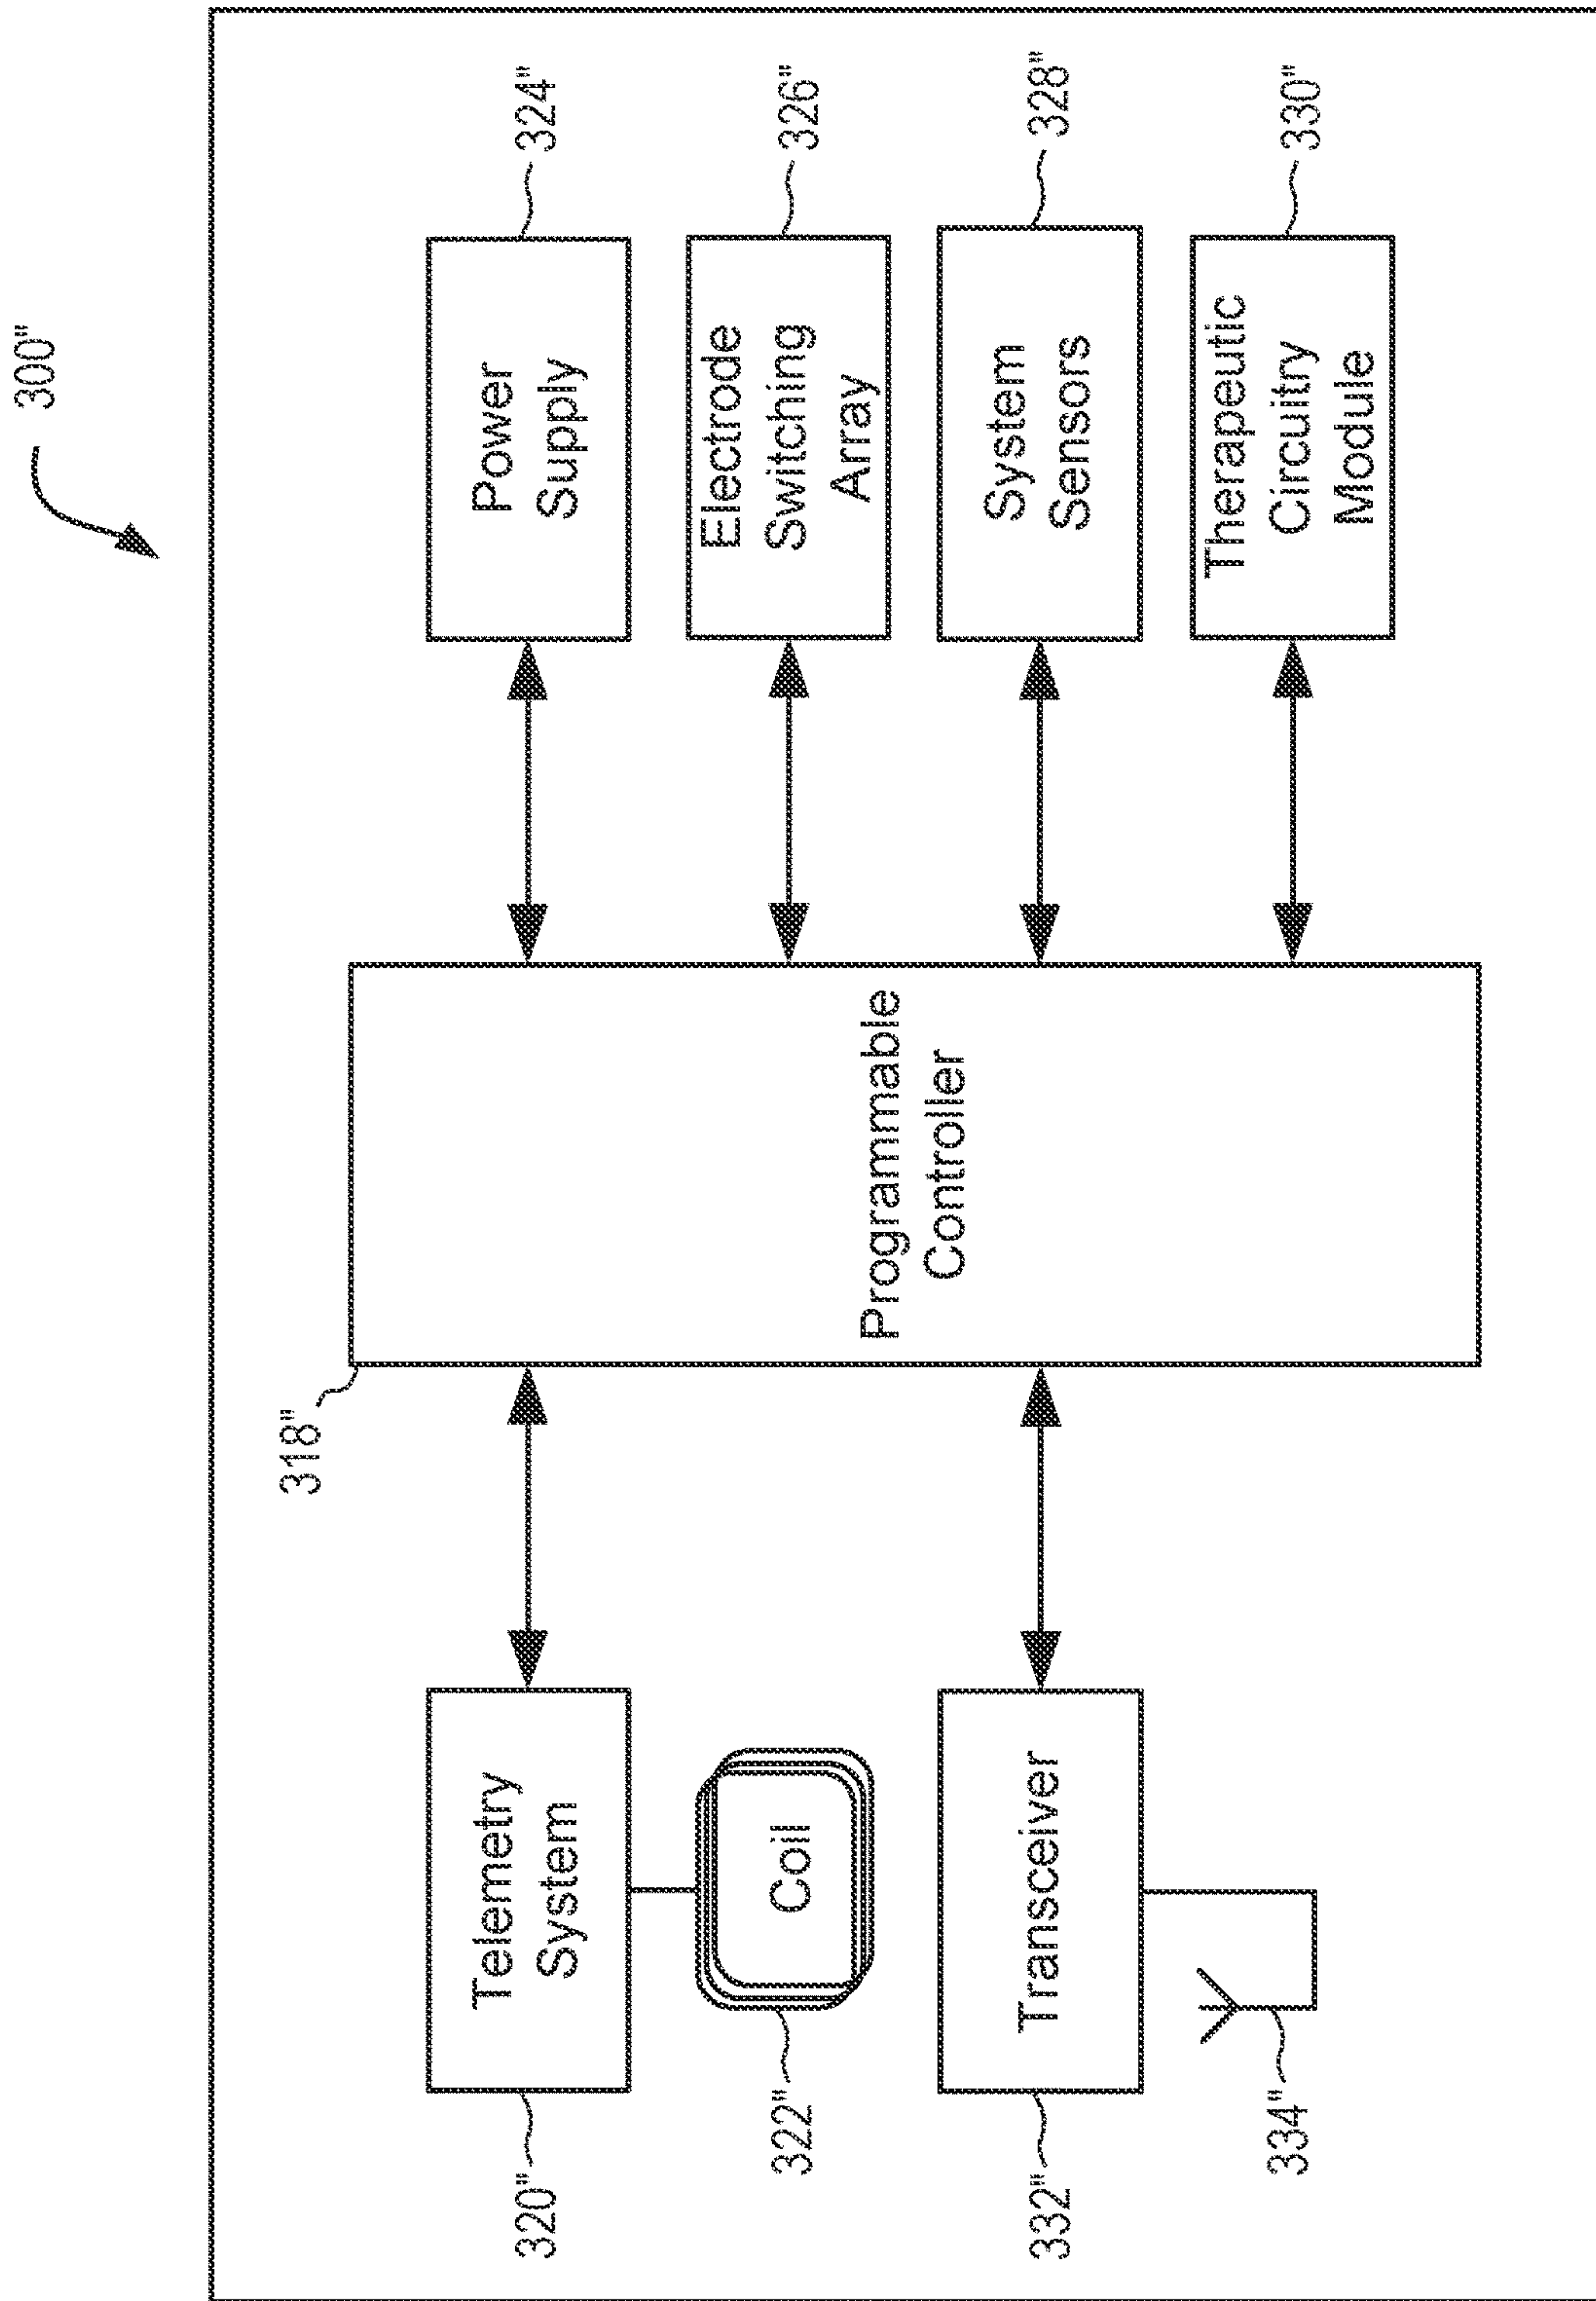 300"
320"
Telemetry
System
322"
Coil
332"
Transceiver
334"
318"
Programmable
Controller
Power
Supply
324"
Electrode
Switching
Array
326"
System
Sensors
328"
Therapeutic
Circuitry
Module
330"